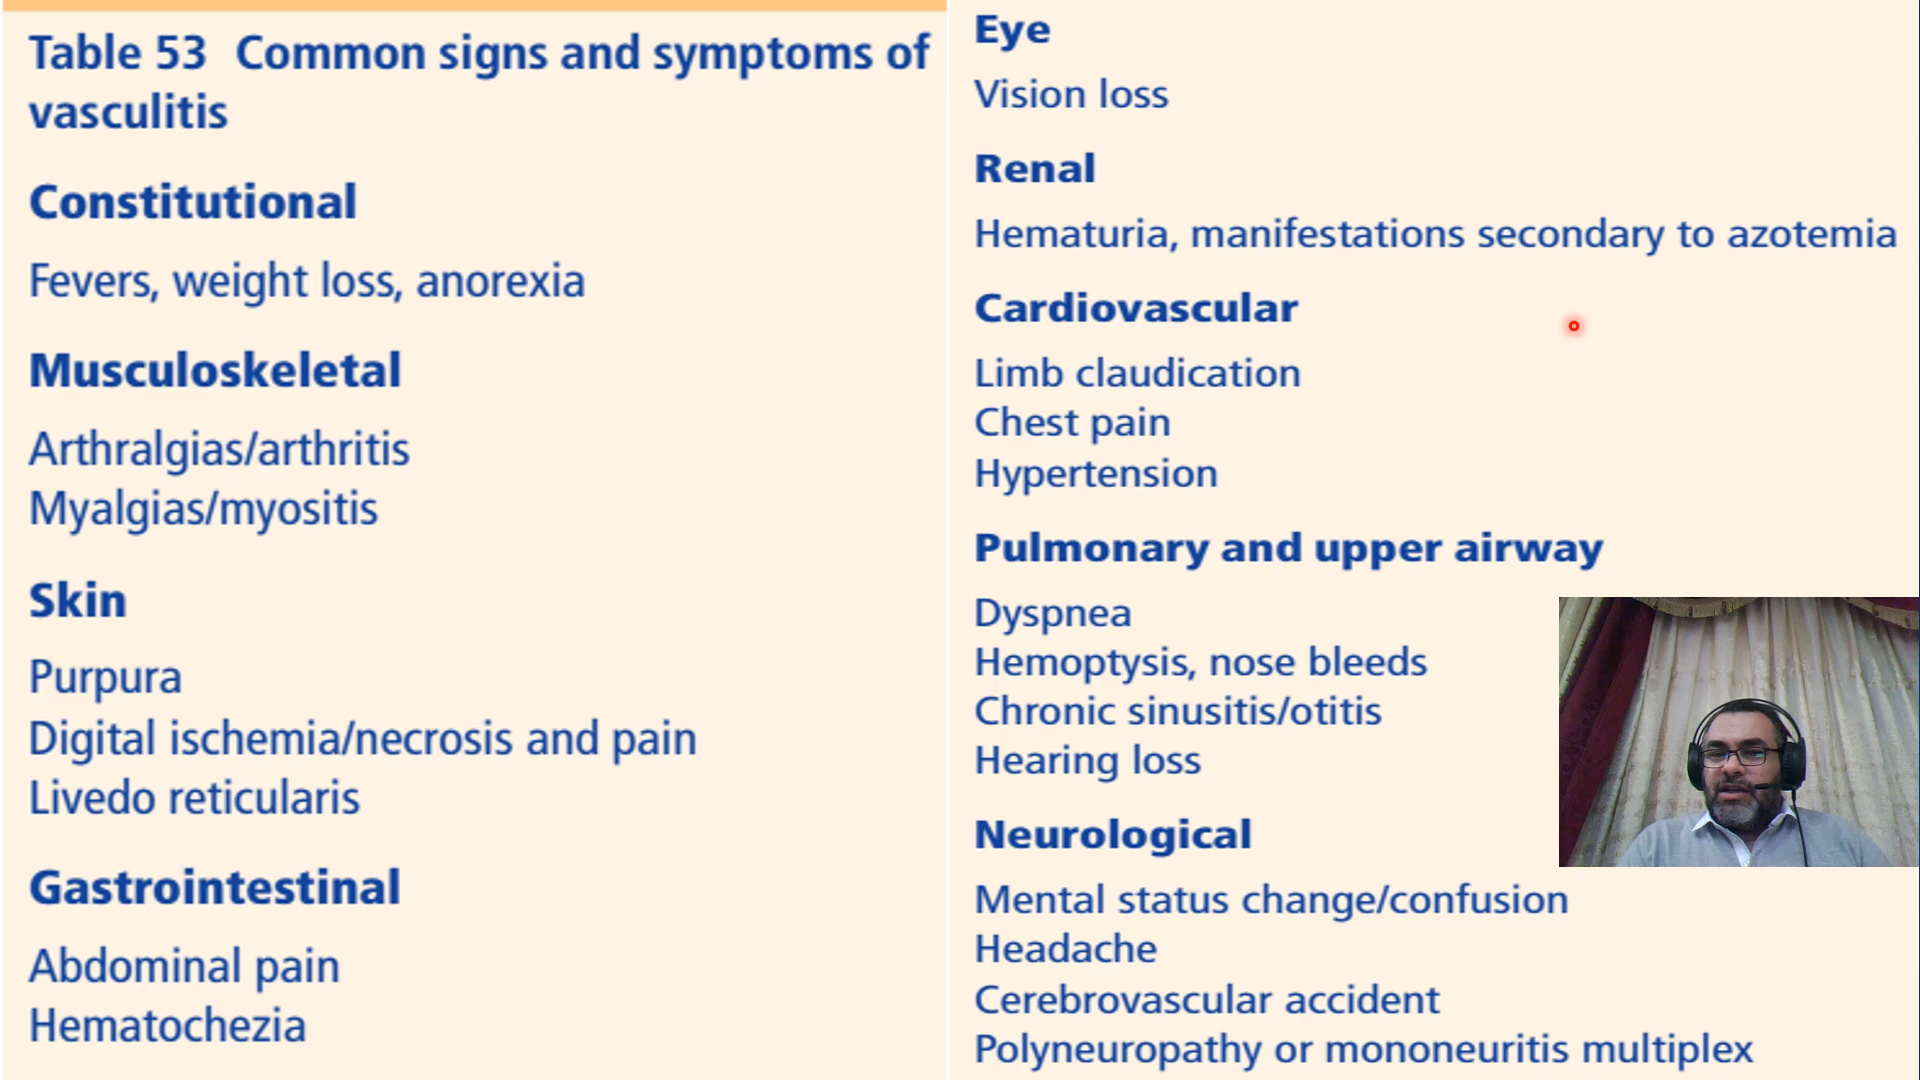 Table 53 Common signs and symptoms of
vasculitis
Constitutional
Fevers, weight loss, anorexia
Musculoskeletal
Arthralgias/arthritis
Myalgias/myositis
Skin
Purpura
Digital ischemia/necrosis and pain
Livedo reticularis
Gastrointestinal
Abdominal pain
Hematochezia
Eye
Vision loss
Renal
Hematuria, manifestations secondary to azotemia
Cardiovascular
Limb claudication
Chest pain
Hypertension
Pulmonary and upper airway
Dyspnea
Hemoptysis, nose bleeds
Chronic sinusitis/otitis
Hearing loss
Neurological
Mental status change/confusion
Headache
Cerebrovascular accident
Polyneuropathy or mononeuritis multiplex